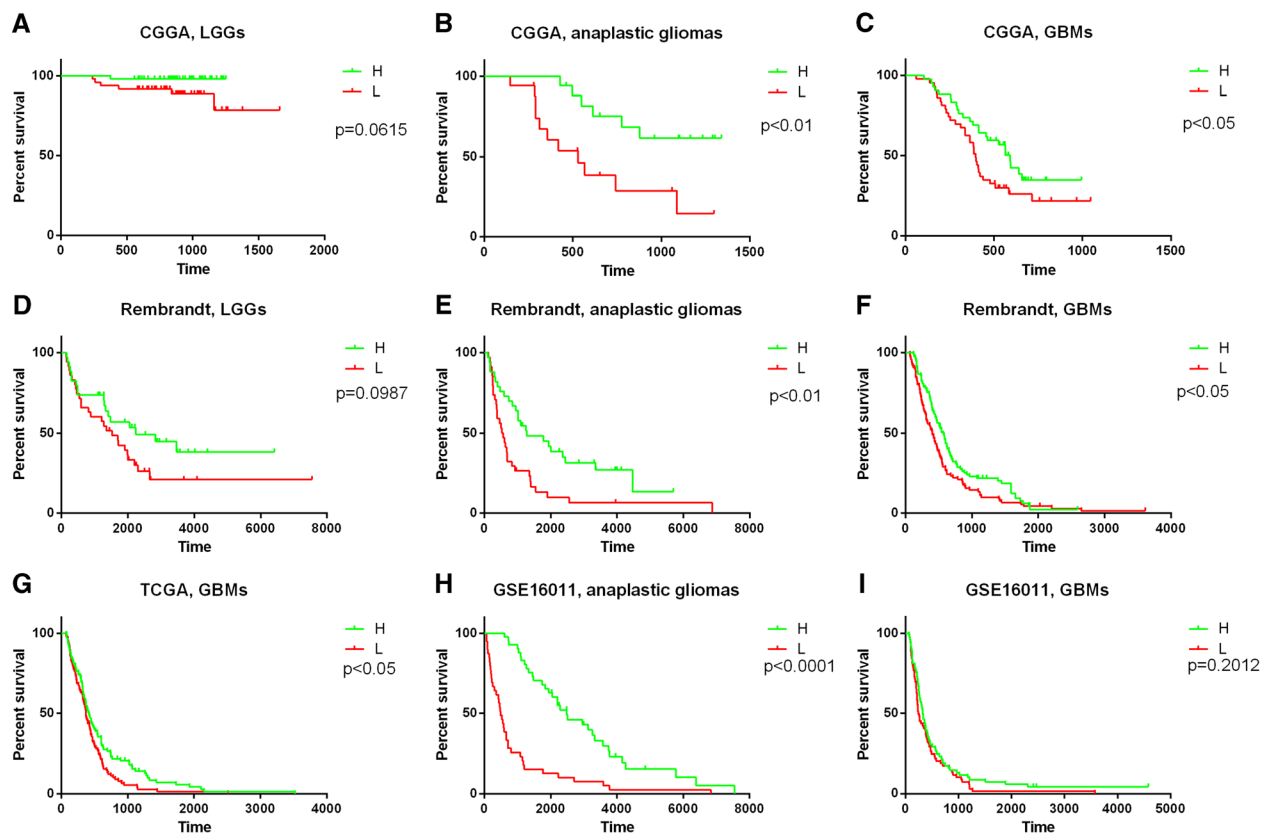 A
CGGA, LGGs
Percent survival
100
50
0
0 500 1000 1500 2000
Time
H
L
p=0.0615
B
CGGA, anaplastic gliomas
Percent survival
100
50
0
0 500 1000 1500
Time
H
L
p<0.01
C
CGGA, GBMs
Percent survival
100
50
0
0 500 1000 1500
Time
H
L
p<0.05
D
Rembrandt, LGGs
Percent survival
100
50
0
0 2000 4000 6000 8000
Time
H
L
p=0.0987
E
Rembrandt, anaplastic gliomas
Percent survival
100
50
0
0 2000 4000 6000 8000
Time
H
L
p<0.01
F
Rembrandt, GBMs
Percent survival
100
50
0
0 1000 2000 3000 4000
Time
H
L
p<0.05
G
TCGA, GBMs
Percent survival
100
50
0
0 1000 2000 3000 4000
Time
H
L
p<0.05
H
GSE16011, anaplastic gliomas
Percent survival
100
50
0
0 2000 4000 6000 8000
Time
H
L
p<0.0001
I
GSE16011, GBMs
Percent survival
100
50
0
0 1000 2000 3000 4000 5000
Time
H
L
p=0.2012